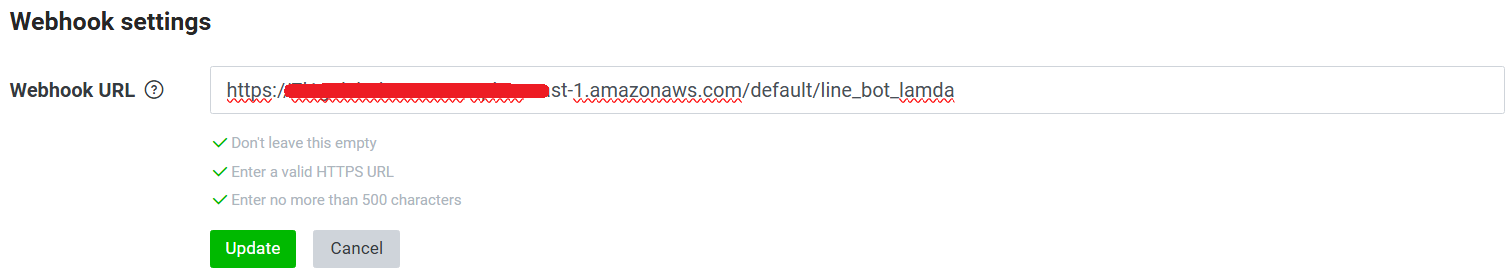 Webhook settings
Webhook URL ?
https:/ st-1.amazonaws.com/default/line_bot_lamda
Don't leave this empty
Enter a valid HTTPS URL
Enter no more than 500 characters
Update Cancel